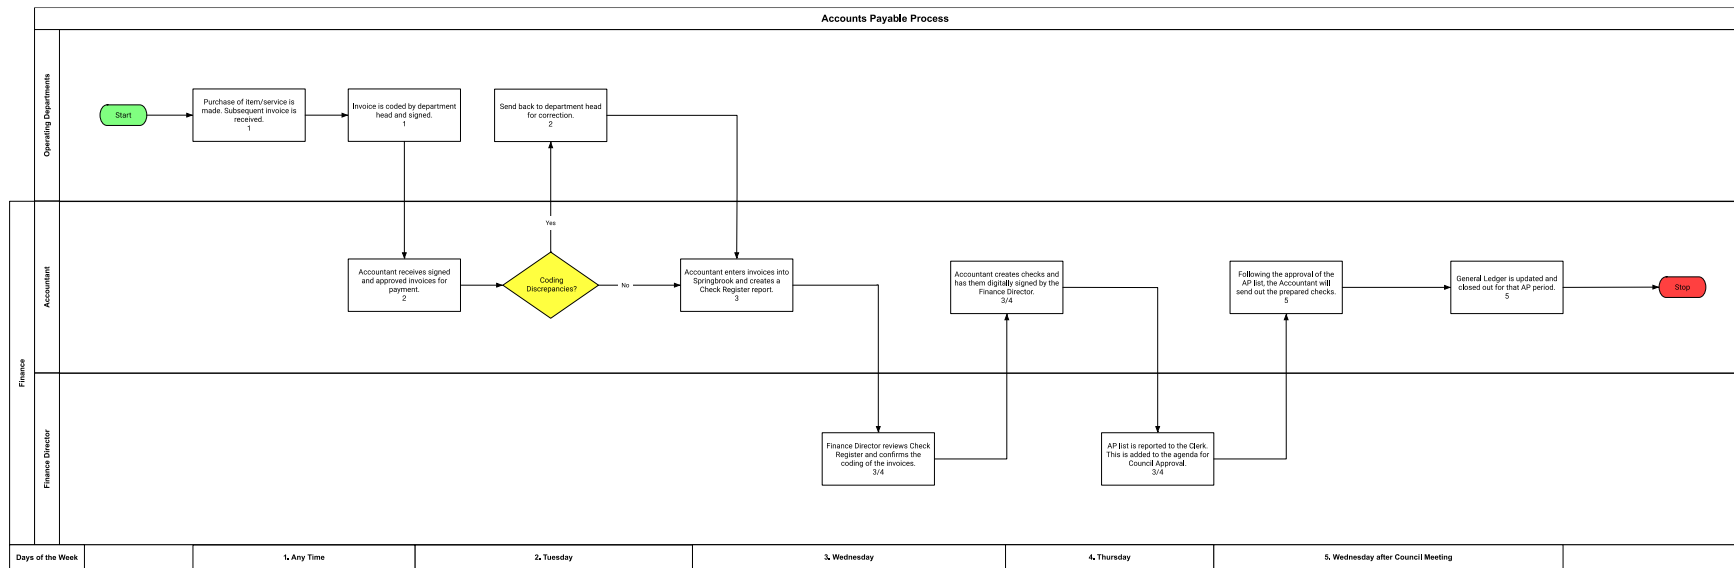 Accounts Payable Process
Operating Departments
Start
Purchase of item/service is
made. Subsequent invoice is
received.
1
Invoice is coded by department
head and signed.
1
Send back to department head
for correction.
2
Finance
Accountant
Yes
Accountant receives signed
and approved invoices for
payment.
2
Coding
Discrepancies?
No
Accountant enters invoices into
Springbrook and creates a
Check Register report.
3
Accountant creates checks and
has them digitally signed by the
Finance Director.
3/4
Following the approval of the
AP list, the Accountant will
send out the prepared checks.
5
General Ledger is updated and
closed out for that AP period.
5
Stop
Finance Director
Finance Director reviews Check
Register and confirms the
coding of the invoices.
3/4
AP list is reported to the Clerk.
This is added to the agenda for
Council Approval.
3/4
Days of the Week
1. Any Time
2. Tuesday
3. Wednesday
4. Thursday
5. Wednesday after Council Meeting